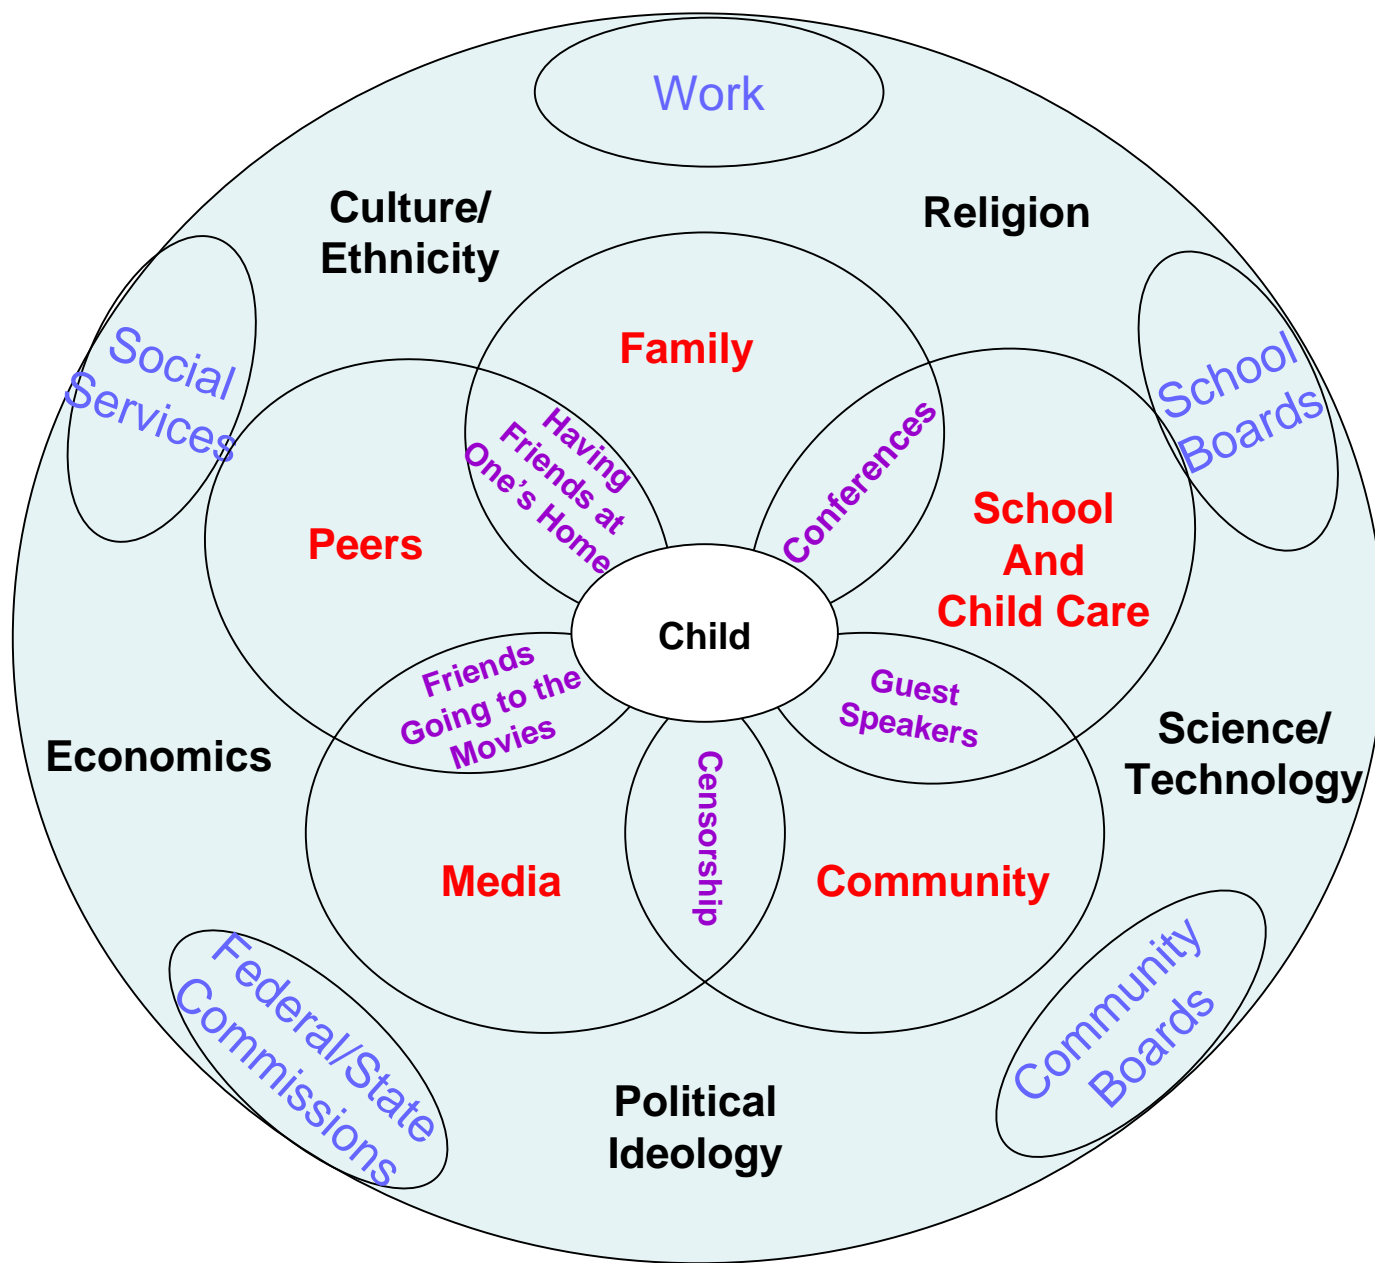 Work
Culture/
Ethnicity
Religion
Social
Services
Family
School
Boards
Having
Friends at
One's Home
Conferences
Peers
School
And
Child Care
Child
Friends
Going to the
Movies
Guest
Speakers
Economics
Censorship
Science/
Technology
Media
Community
Federal/State
Commissions
Community
Boards
Political
Ideology